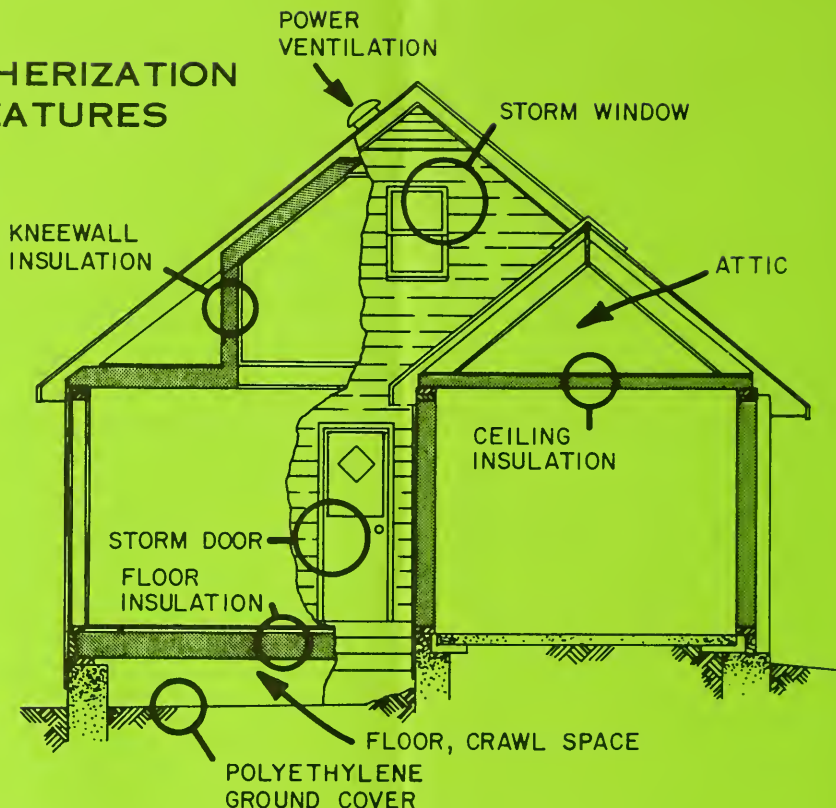 HERIZATION
EATURES
POWER
VENTILATION
STORM WINDOW
KNEEWALL
INSULATION
ATTIC
CEILING
INSULATION
STORM DOOR
FLOOR
INSULATION
FLOOR, CRAWL SPACE
POLYETHYLENE
GROUND COVER